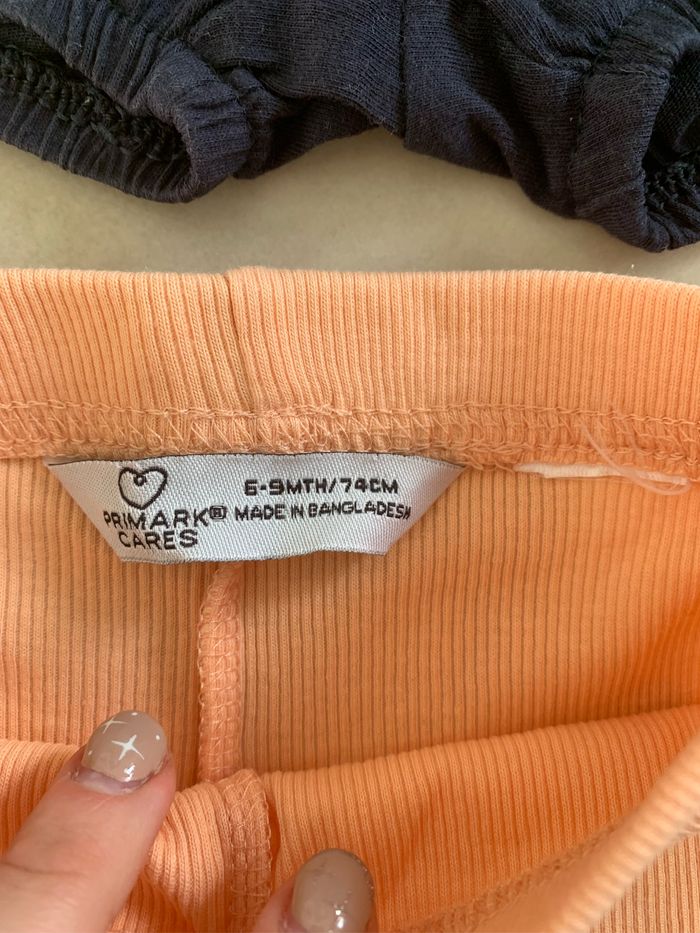 6-9MTH/74CM
PRIMARK® MADE IN BANGLADESH
CARES